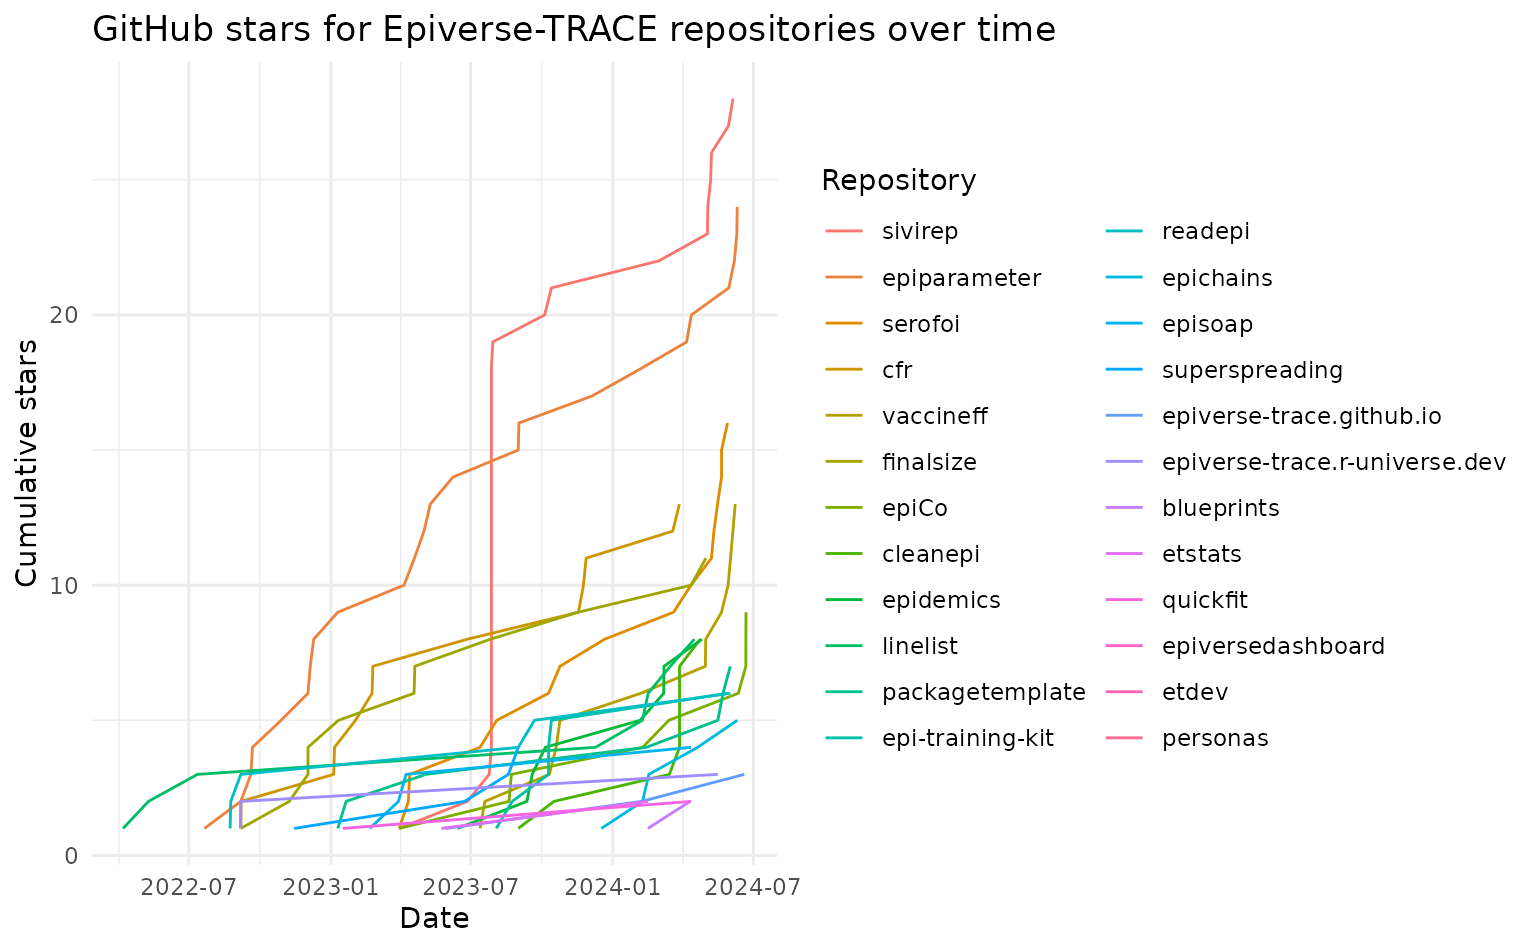 GitHub stars for Epiverse-TRACE repositories over time
Cumulative stars
20
10
0
2022-07
2023-01
2023-07
2024-01
2024-07
Date
Repository
sivirep
epiparameter
serofoi
cfr
vaccineff
finalsize
epiCo
cleanepi
epidemics
linelist
packagetemplate
epi-training-kit
readepi
epichains
episoap
superspreading
epiverse-trace.github.io
epiverse-trace.r-universe.dev
blueprints
etstats
quickfit
epiversedashboard
etdev
personas